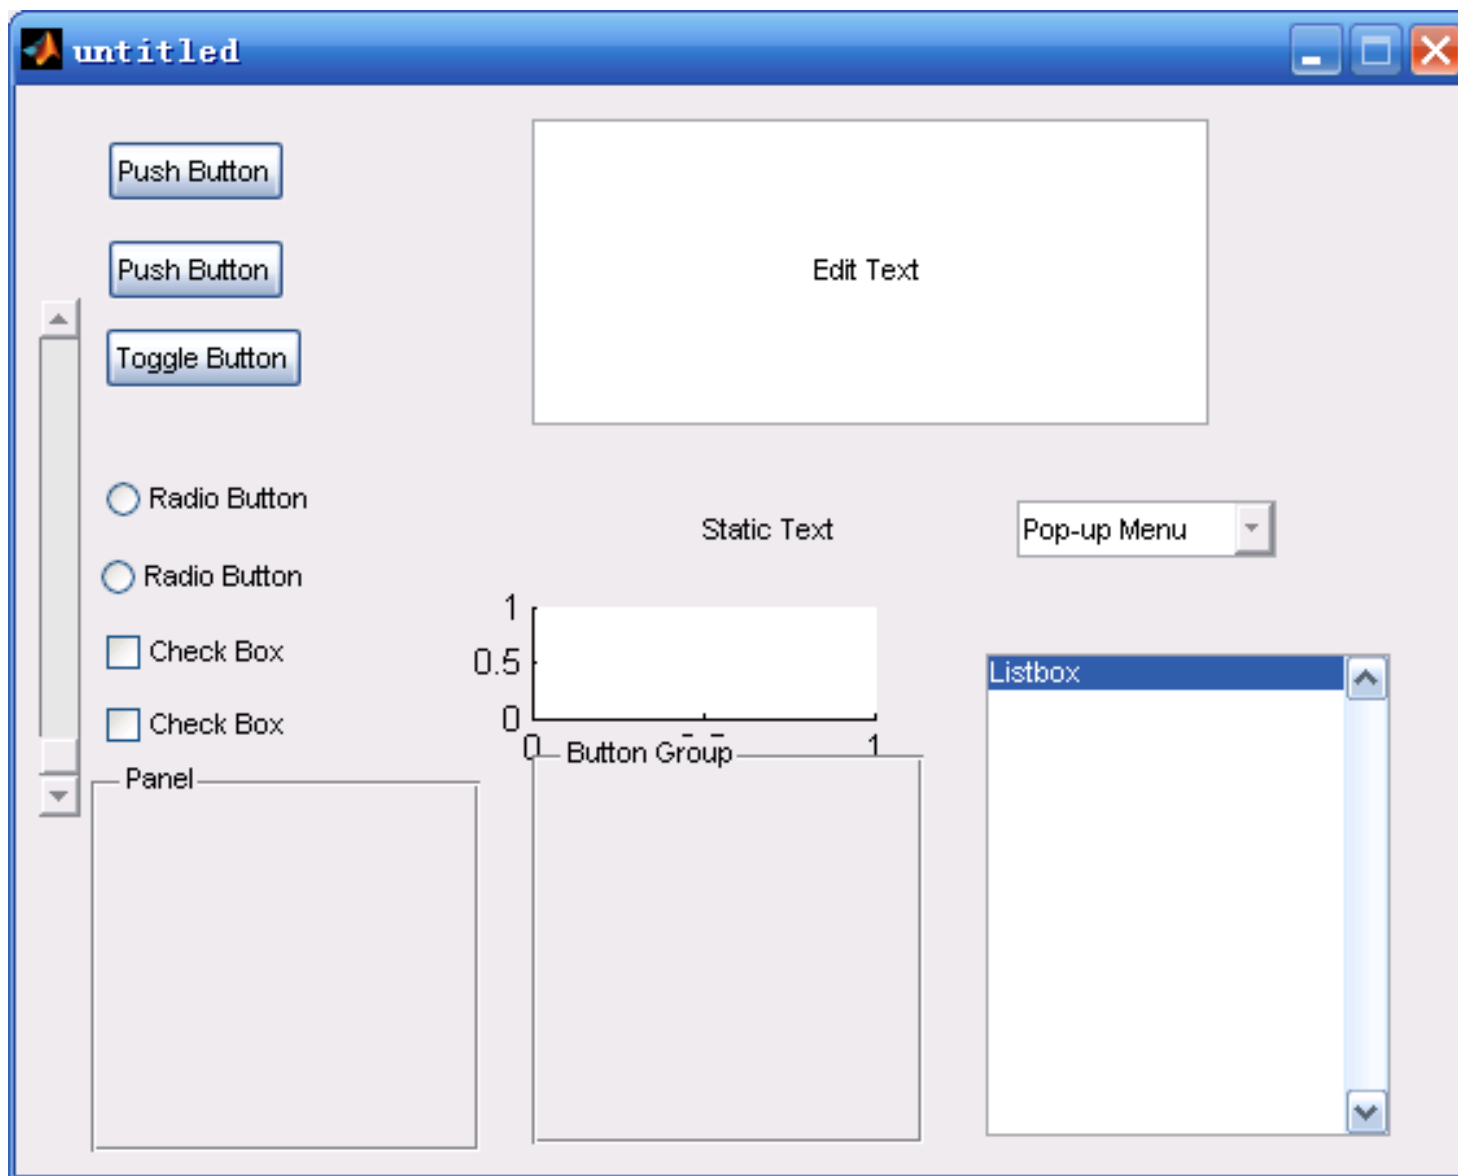 untitled
Push Button
Push Button
Toggle Button
Edit Text
Radio Button
Radio Button
Check Box
Check Box
Static Text
Pop-up Menu
1
0.5
0
0
1
Listbox
Panel
Button Group